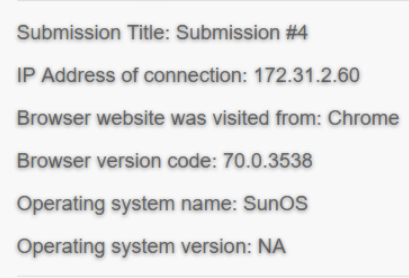 Submission Title: Submission #4
IP Address of connection: 172.31.2.60
Browser website was visited from: Chrome
Browser version code: 70.0.3538
Operating system name: SunOS
Operating system version: NA